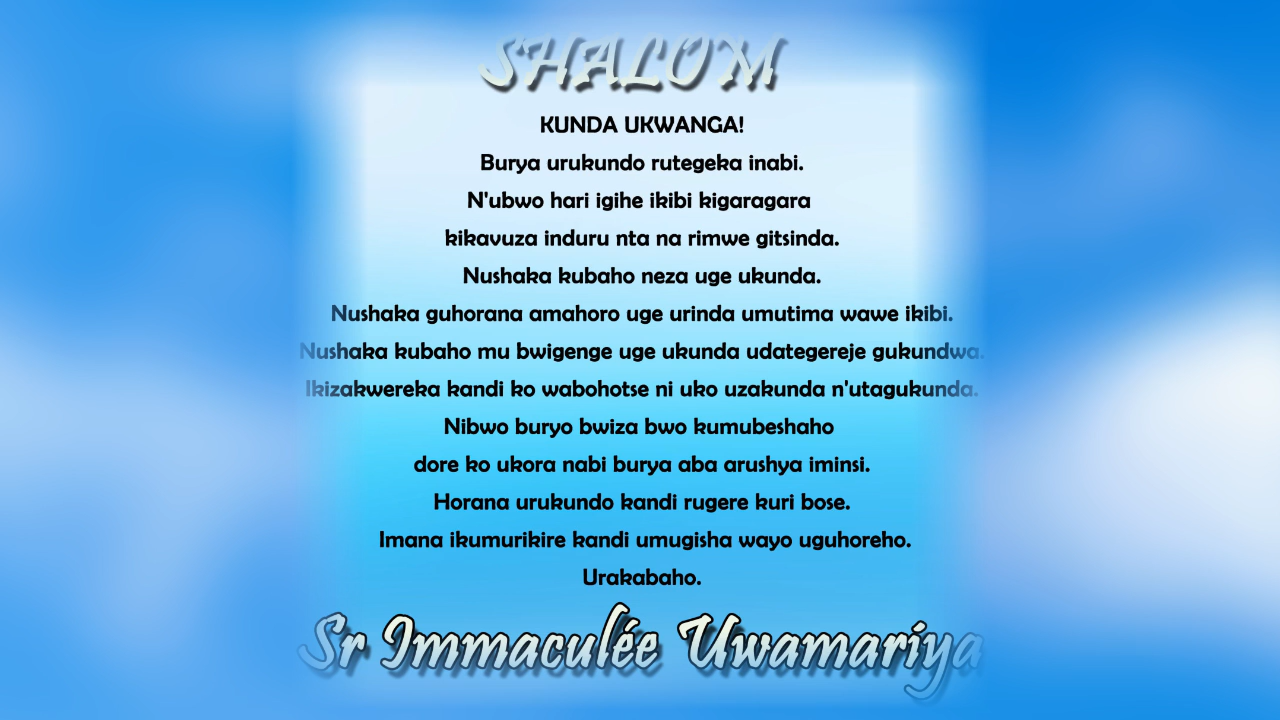 SHALOM
KUNDA UKWANGA!
Burya urukundo rutegeka inabi.
N'ubwo hari igihe ikibi kigaragara
kikavuza induru nta na rimwe gitsinda.
Nushaka kubaho neza uge ukunda.
Nushaka guhorana amahoro uge urinda umutima wawe ikibi.
Nushaka kubaho mu bwigenge uge ukunda udategereje gukundwa.
Ikizakwereka kandi ko wabohotse ni uko uzakunda n'utagukunda.
Nibwo buryo bwiza bwo kumubeshaho
dore ko ukora nabi burya aba arushya iminsi.
Horana urukundo kandi rugere kuri bose.
Imana ikumurikire kandi umugisha wayo uguhoreho.
Urakabaho.
Sr Immaculée Uwamariya